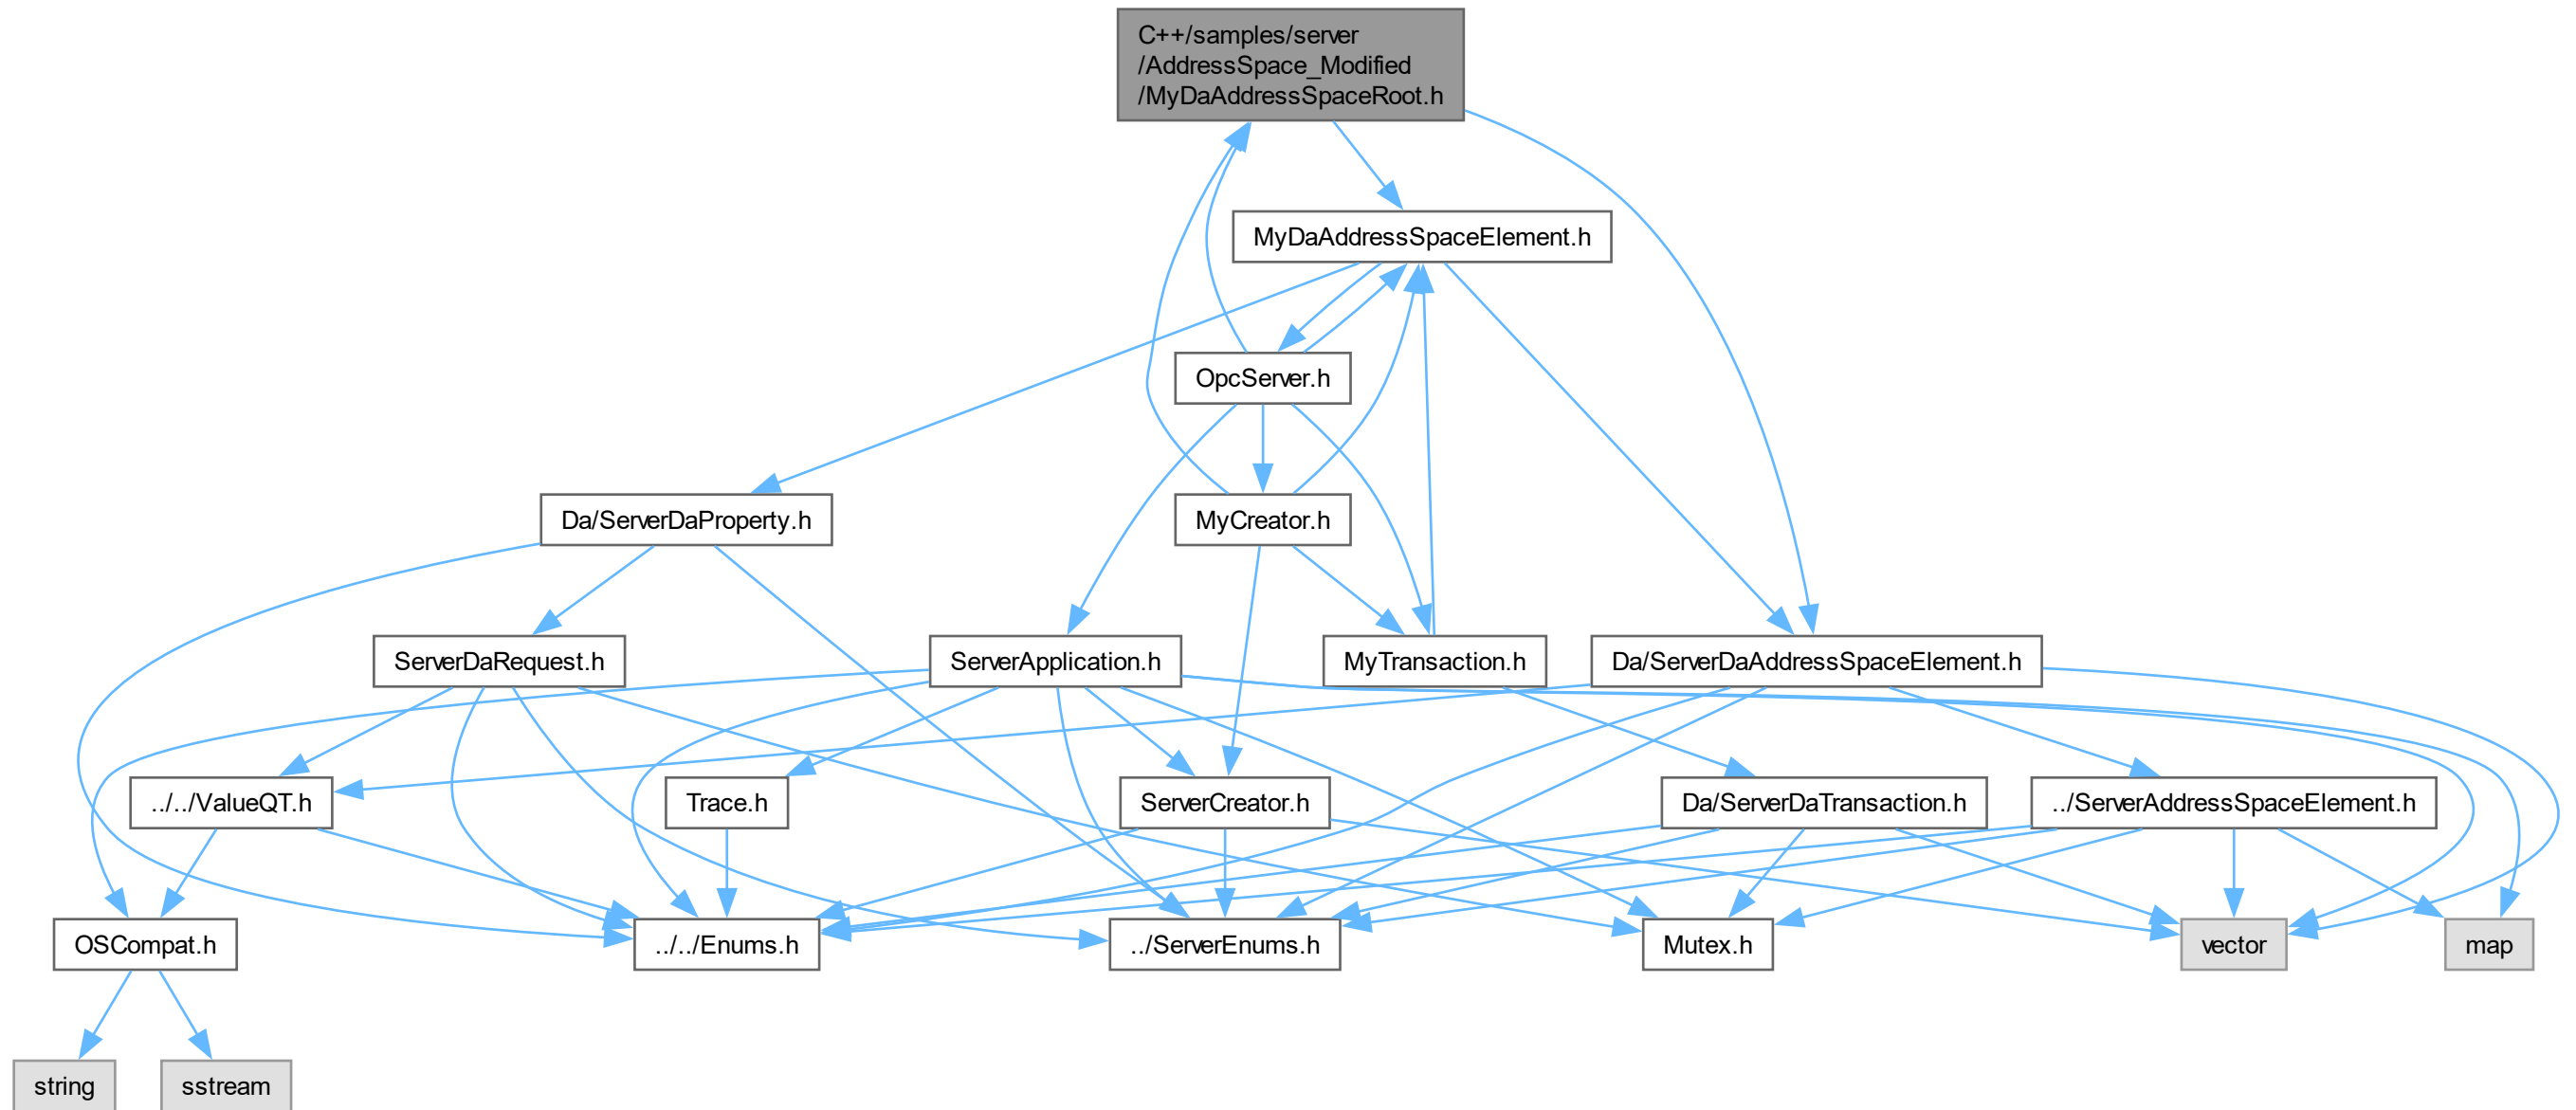 C++/samples/server
/AddressSpace_Modified
/MyDaAddressSpaceRoot.h
MyDaAddressSpaceElement.h
OpcServer.h
Da/ServerDaProperty.h
MyCreator.h
ServerDaRequest.h
ServerApplication.h
MyTransaction.h
Da/ServerDaAddressSpaceElement.h
../../ValueQT.h
Trace.h
ServerCreator.h
Da/ServerDaTransaction.h
../ServerAddressSpaceElement.h
OSCompat.h
../../Enums.h
../ServerEnums.h
Mutex.h
vector
map
string
sstream